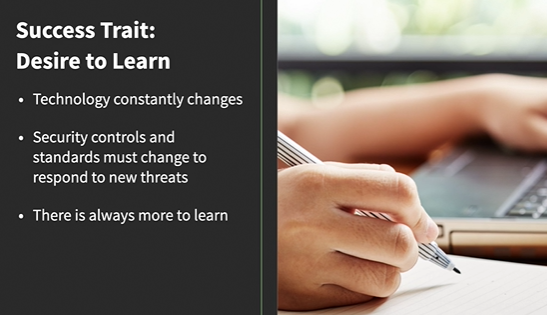 Success Trait:
Desire to Learn
• Technology constantly changes
• Security controls and
standards must change to
respond to new threats
• There is always more to learn